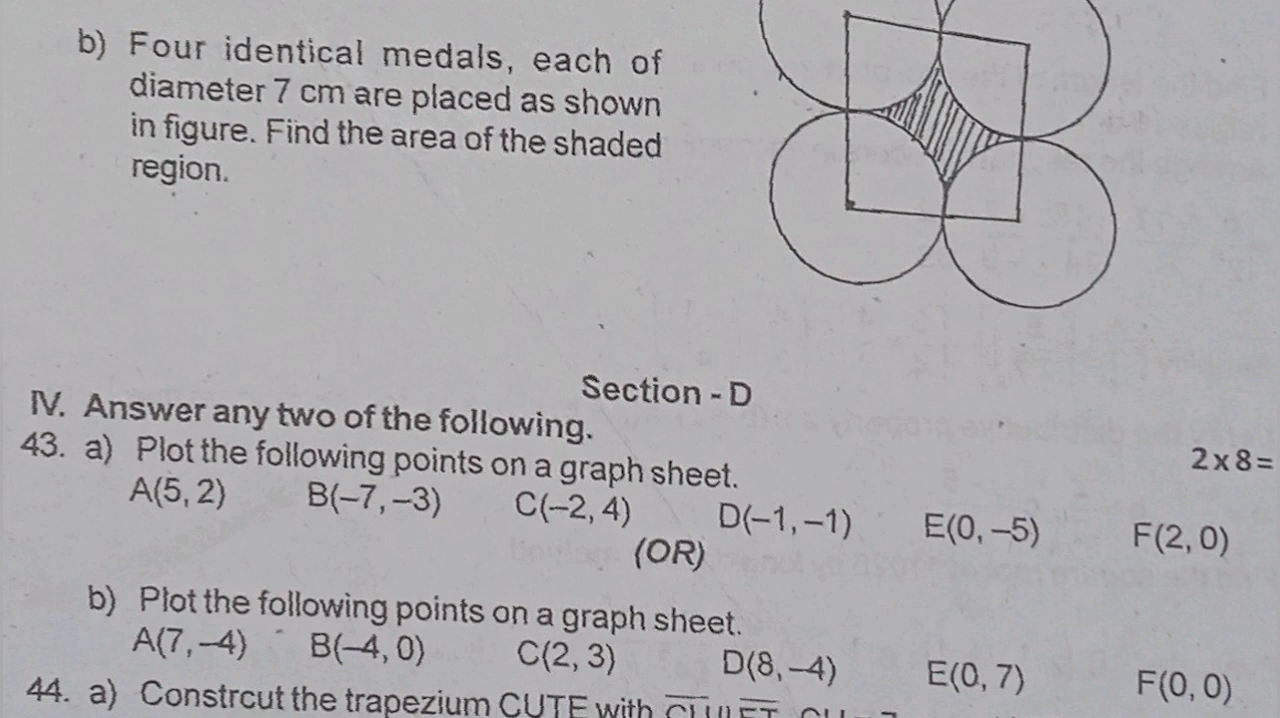 b) Four identical medals, each of
diameter 7 cm are placed as shown
in figure. Find the area of the shaded
region.
Section - D
IV. Answer any two of the following.
2 x 8 =
43. a) Plot the following points on a graph sheet.
A(5, 2) B(–7, –3) C(–2, 4) D(–1, –1) E(0, –5) F(2, 0)
(OR)
b) Plot the following points on a graph sheet.
A(7, –4) B(–4, 0) C(2, 3) D(8, –4) E(0, 7) F(0, 0)
44. a) Constrcut the trapezium CUTE with